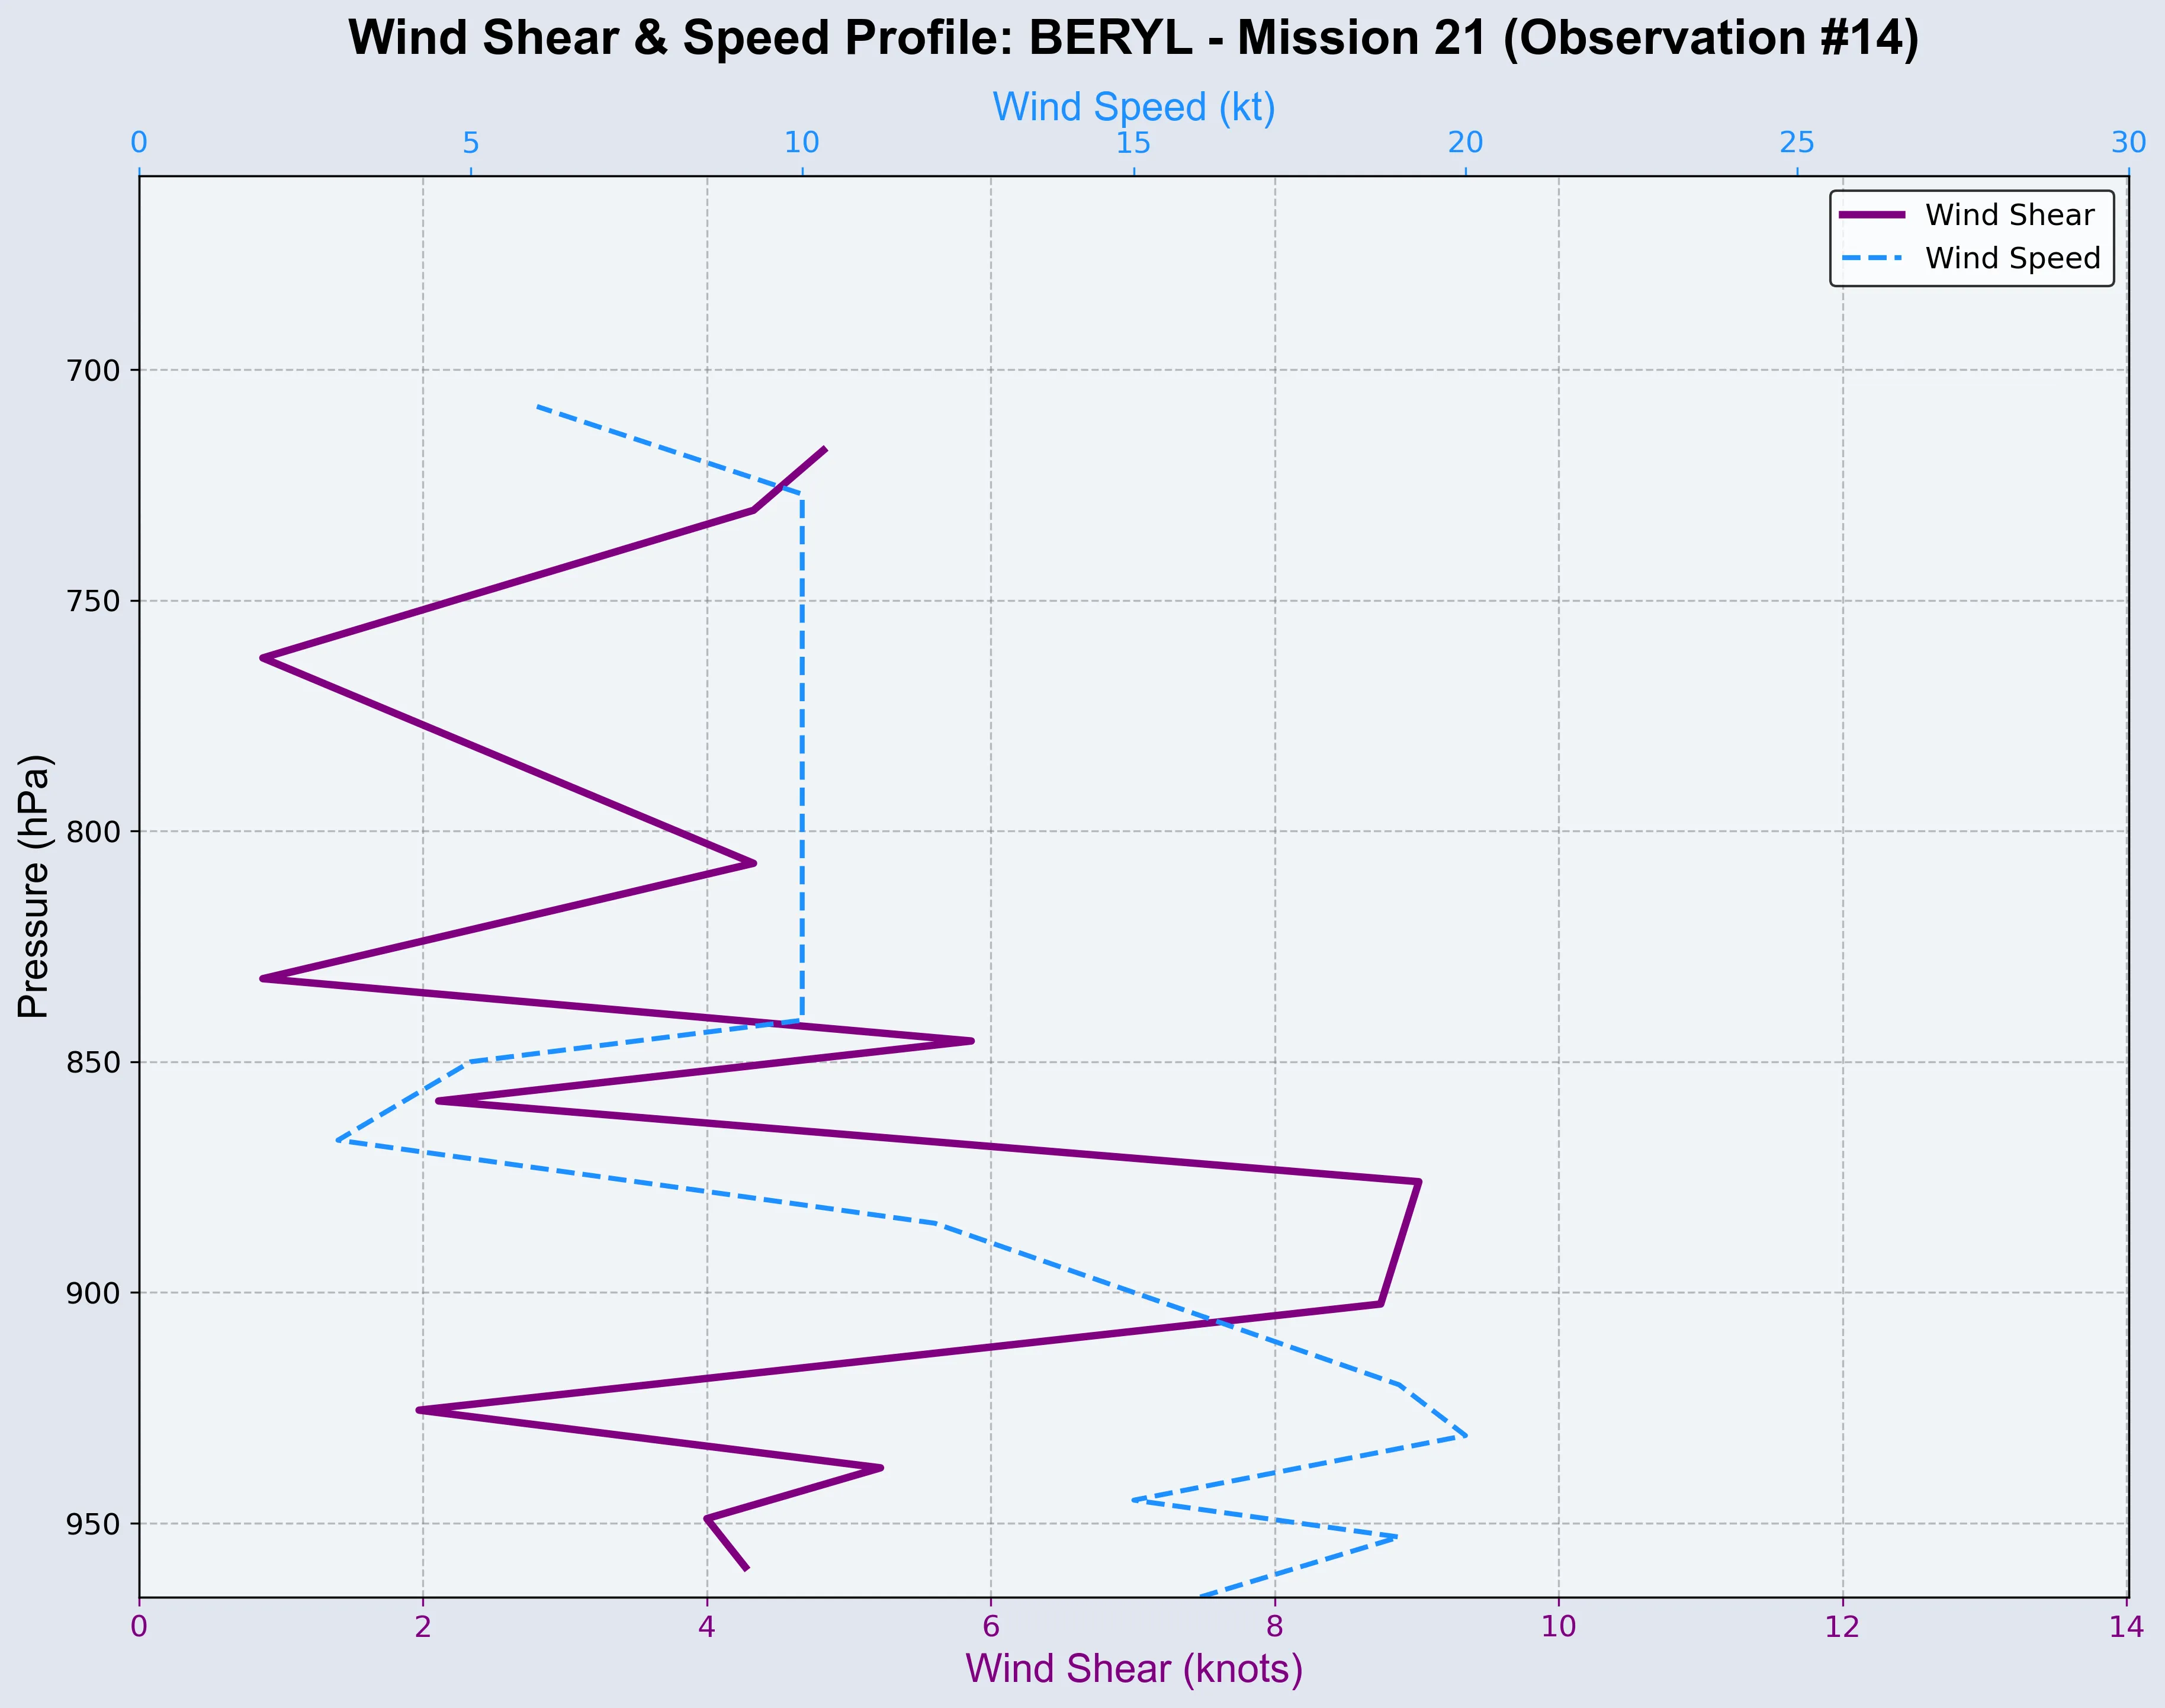 Wind Shear & Speed Profile: BERYL - Mission 21 (Observation #14)
Wind Speed (kt)
0 5 10 15 20 25 30
Wind Shear
Wind Speed
700
750
800
850
900
950
Pressure (hPa)
0 2 4 6 8 10 12 14
Wind Shear (knots)